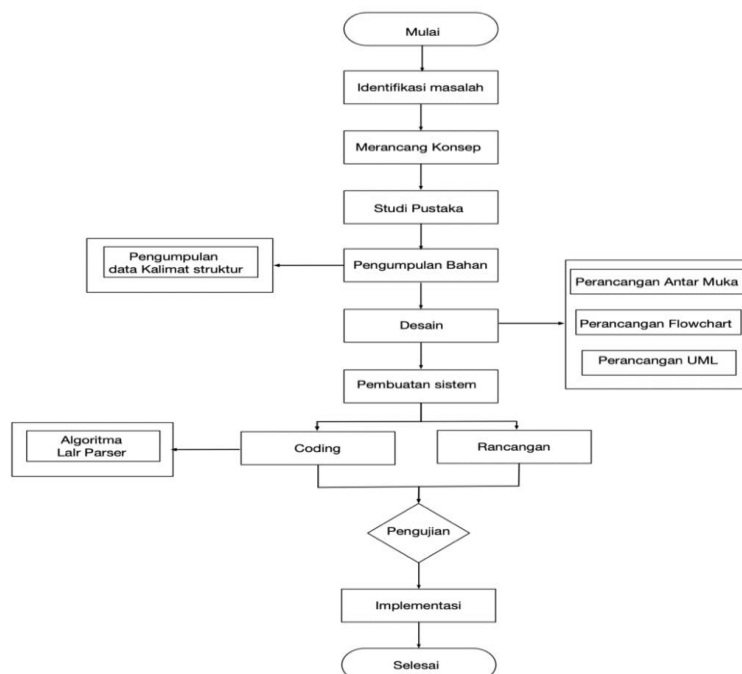 Mulai
Identifikasi masalah
Merancang Konsep
Studi Pustaka
Pengumpulan
data Kalimat struktur
Pengumpulan Bahan
Perancangan Antar Muka
Desain
Perancangan Flowchart
Perancangan UML
Pembuatan sistem
Algoritma
Lalr Parser
Coding
Rancangan
Pengujian
Implementasi
Selesai